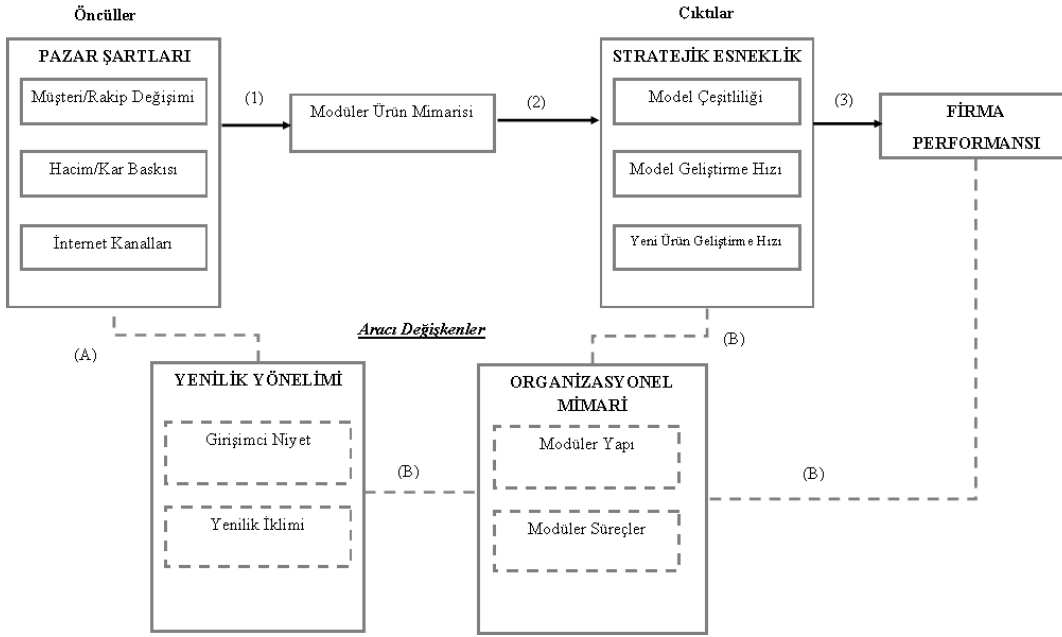 Öncüller
Çıktılar
PAZAR ŞARTLARI
Müşteri/Rakip Değişimi
Hacim/Kar Baskısı
İnternet Kanalları
(1)
Modüler Ürün Mimarisi
(2)
STRATEJİK ESNEKLİK
Model Çeşitliliği
Model Geliştirme Hızı
Yeni Ürün Geliştirme Hızı
(3)
FİRMA
PERFORMANSI
Aracı Değişkenler
(A)
(B)
YENİLİK YÖNELİMİ
Girişimci Niyet
Yenilik İklimi
(B)
ORGANİZASYONEL
MİMARİ
Modüler Yapı
Modüler Süreçler
(B)